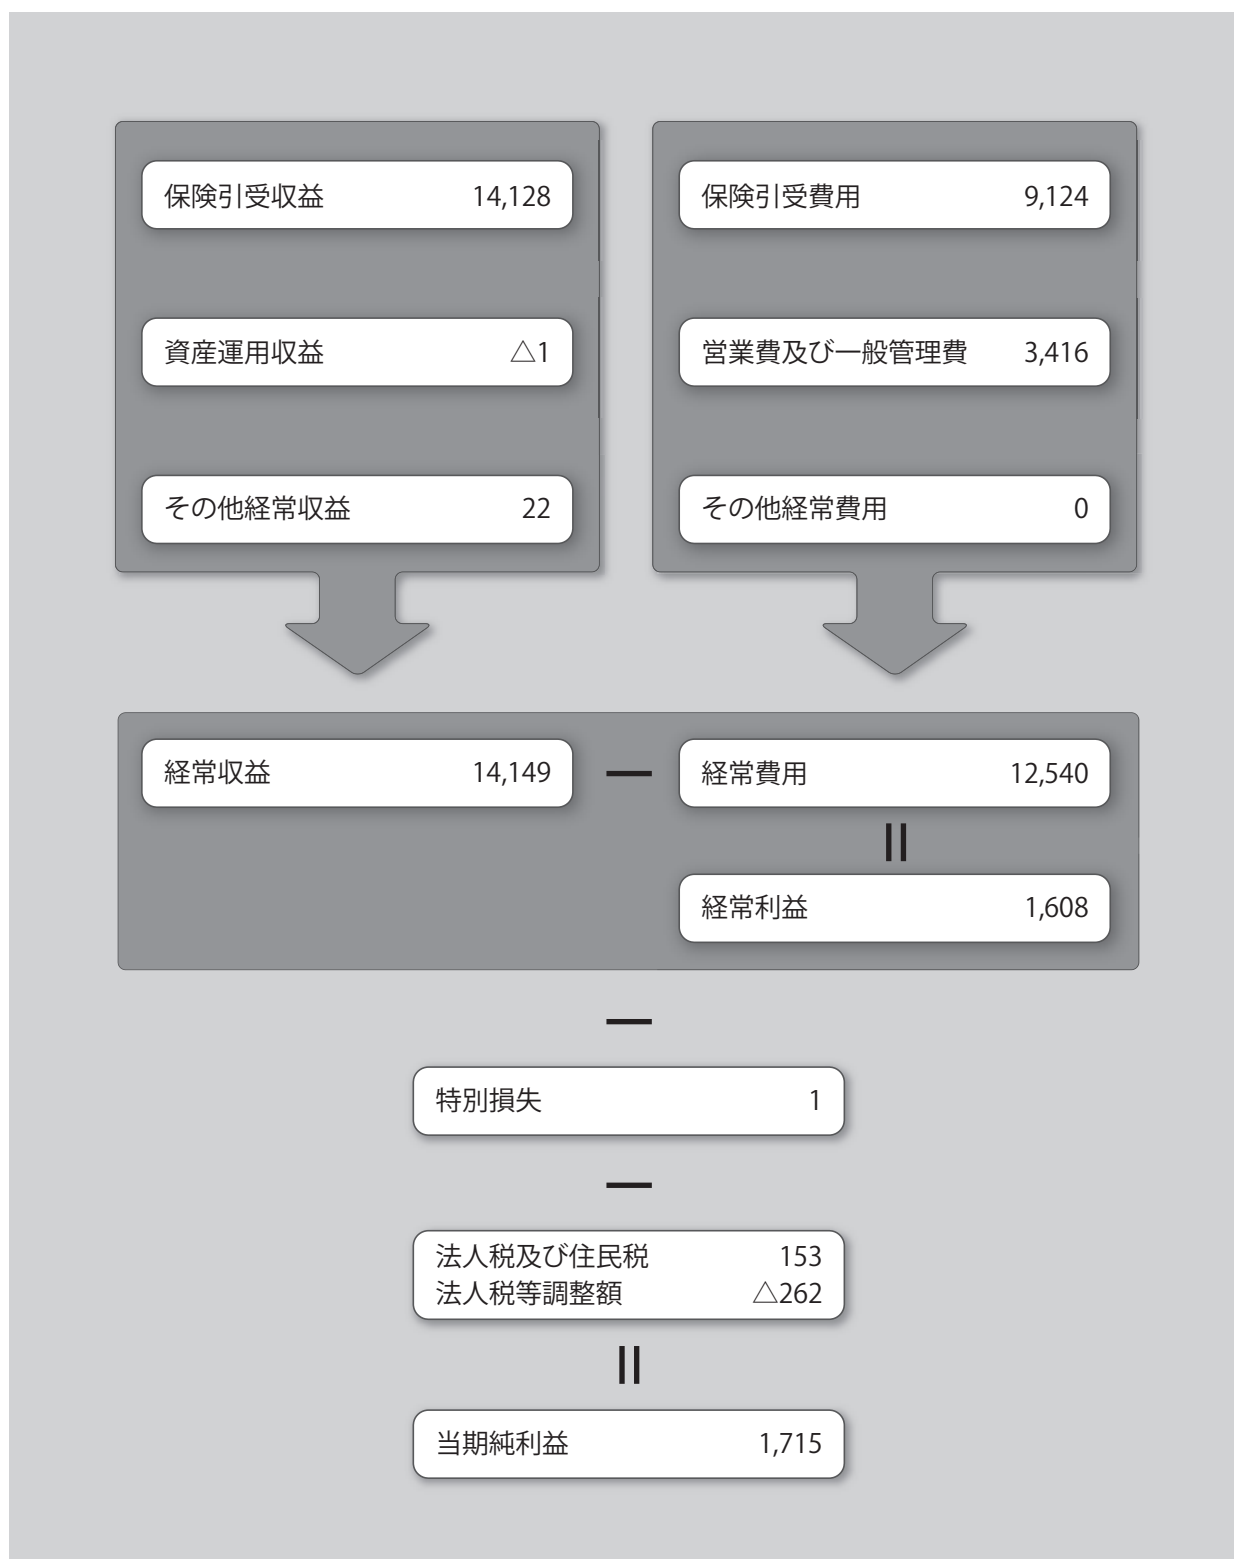 保険引受収益 14,128
資産運用収益 △1
その他経常収益 22
保険引受費用 9,124
営業費及び一般管理費 3,416
その他経常費用 0
経常収益 14,149
―
経常費用 12,540
=
経常利益 1,608
―
特別損失 1
―
法人税及び住民税 153
法人税等調整額 △262
=
当期純利益 1,715